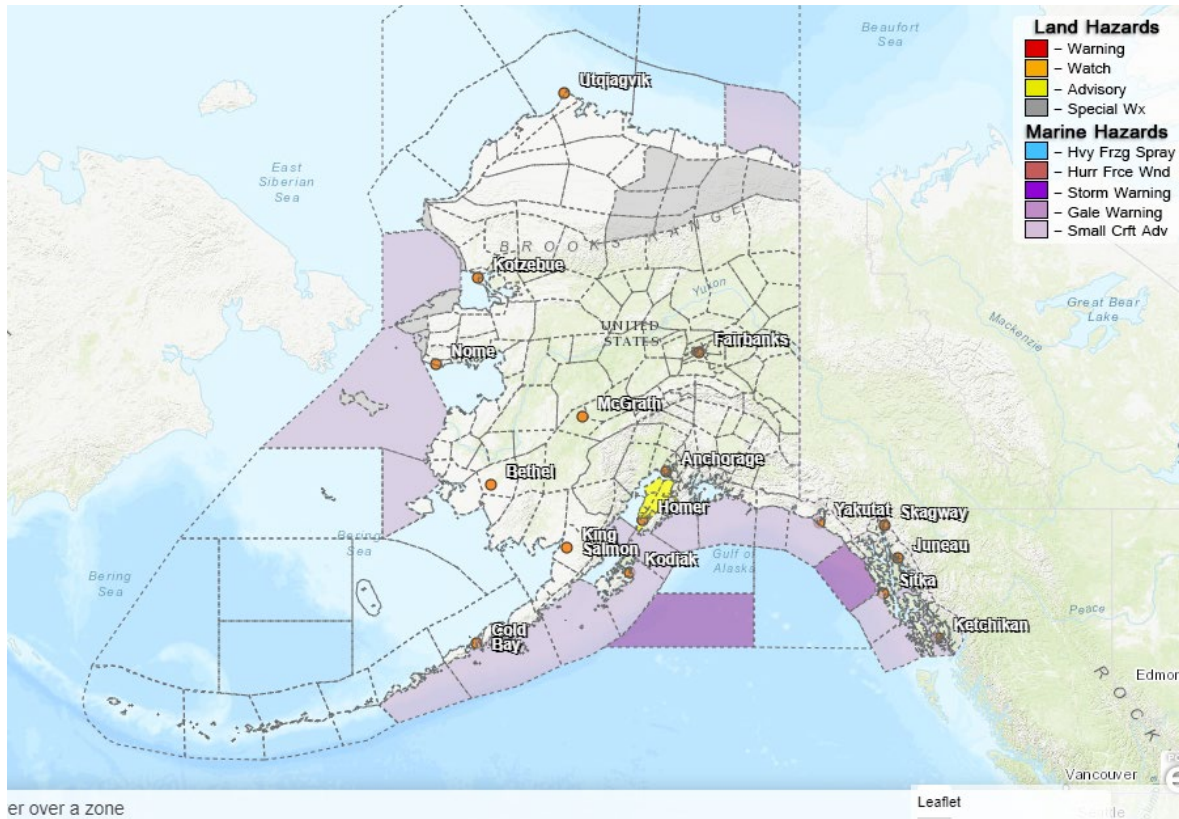 Beaufort
Sea
Land Hazards
– Warning
– Watch
– Advisory
– Special Wx
Marine Hazards
– Hvy Frzg Spray
– Hurr Frce Wnd
– Storm Warning
– Gale Warning
– Small Crft Adv
Utqiagvik
East
Siberian
Sea
BROOKS RANGE
Kotzebue
Yukon
Great Bear
Lake
Mackenzie
UNITED
STATES
Fairbanks
Nome
McGrath
Anchorage
Bethel
Homer
Yakutat
Skagway
King
Salmon
Bering
Sea
Juneau
Kodiak
Gulf of
Alaska
Bering
Sea
Sitka
Peace
Ketchikan
Cold
Bay
Edmon
ROCK
Vancouver
er over a zone
Leaflet
Seattle